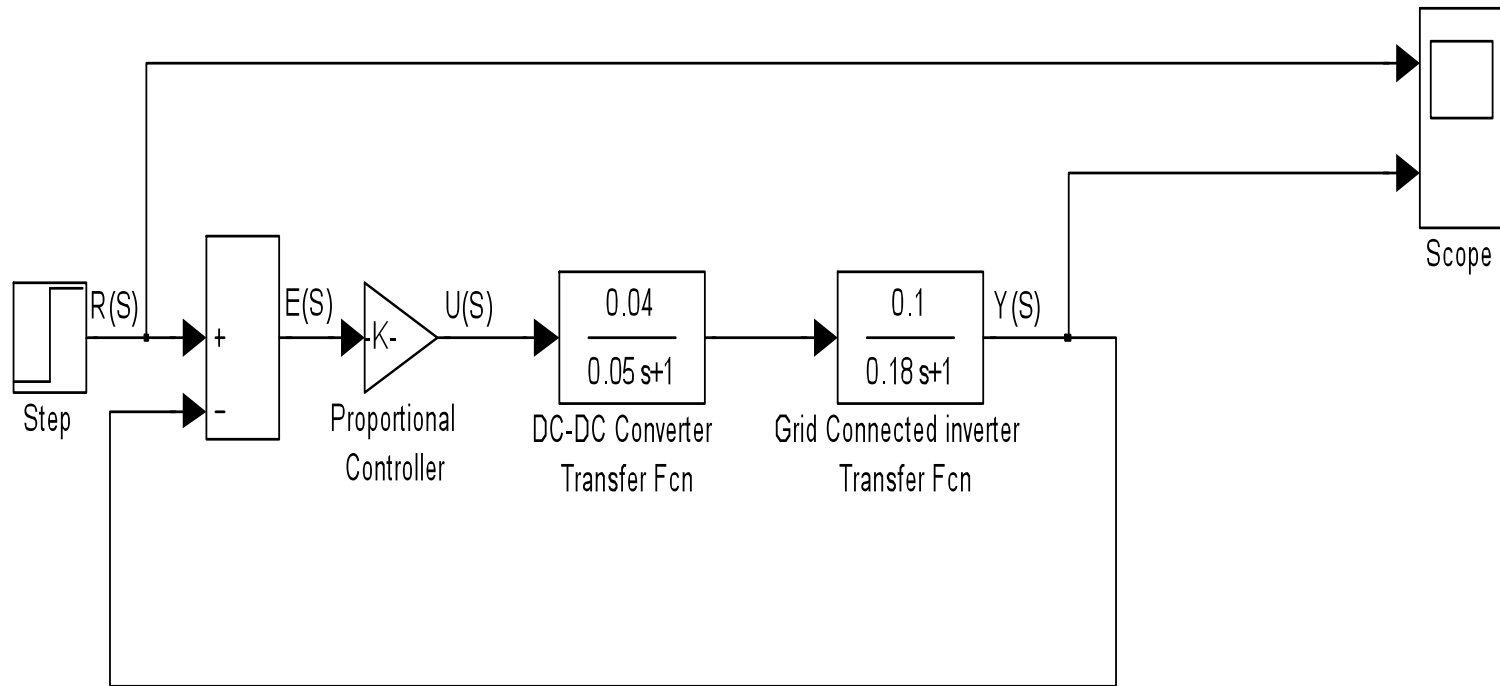 Scope
R(S)
E(S)
U(S)
Y(S)
+
-
-K-
0.04
0.05 s+1
0.1
0.18 s+1
Step
Proportional
Controller
DC-DC Converter
Transfer Fcn
Grid Connected inverter
Transfer Fcn